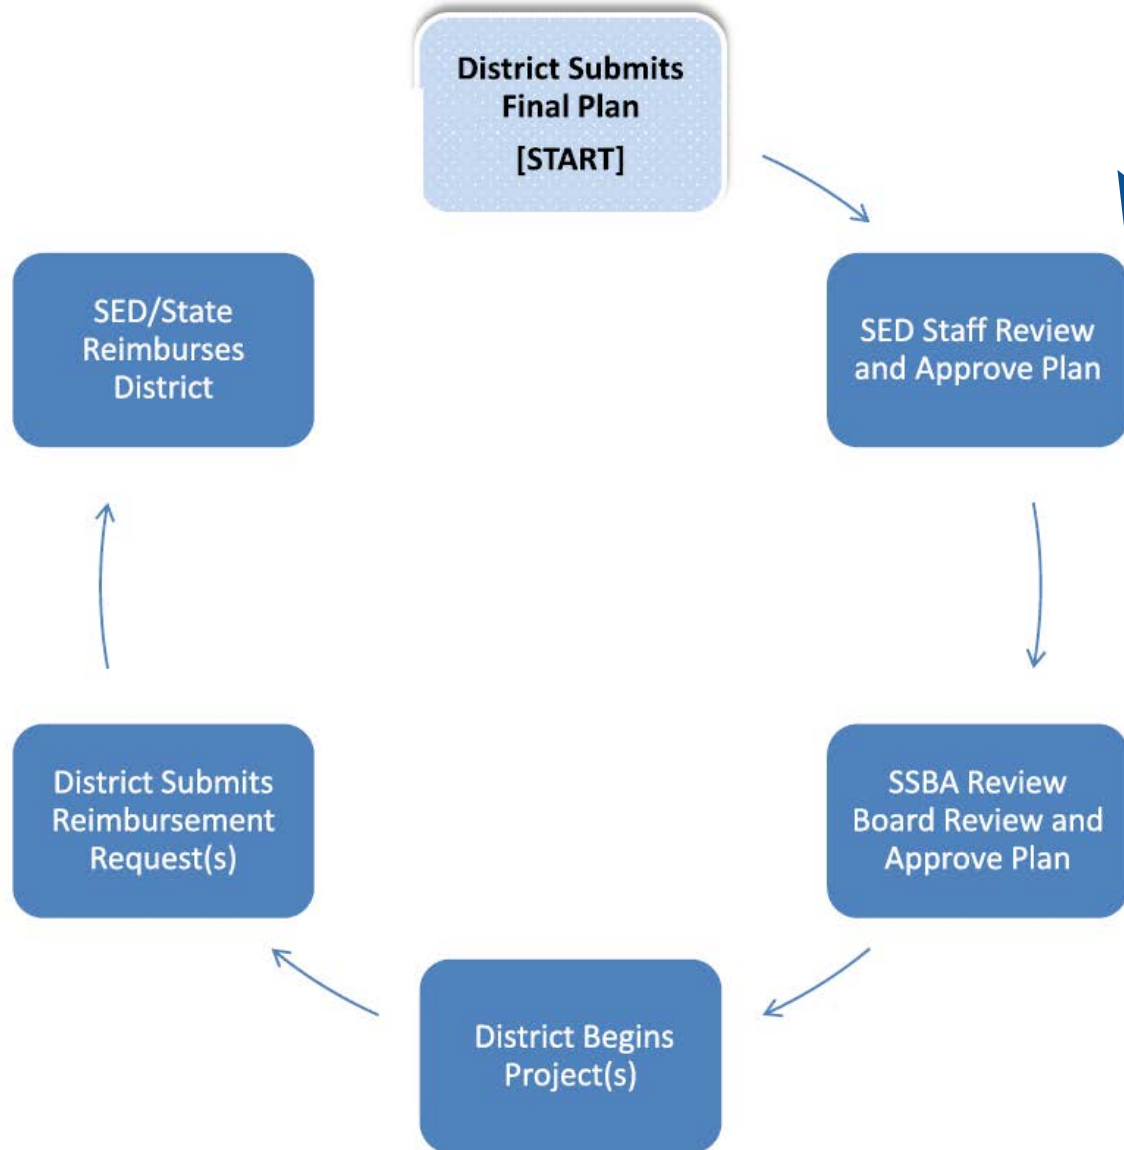 District Submits
Final Plan
[START]
SED Staff Review
and Approve Plan
SSBA Review
Board Review and
Approve Plan
District Begins
Project(s)
District Submits
Reimbursement
Request(s)
SED/State
Reimburses
District